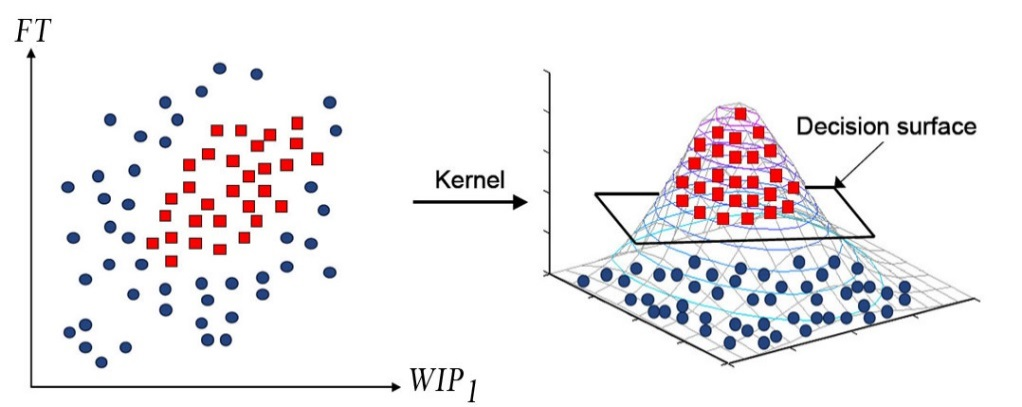 FT
Kernel
Decision surface
WIP1